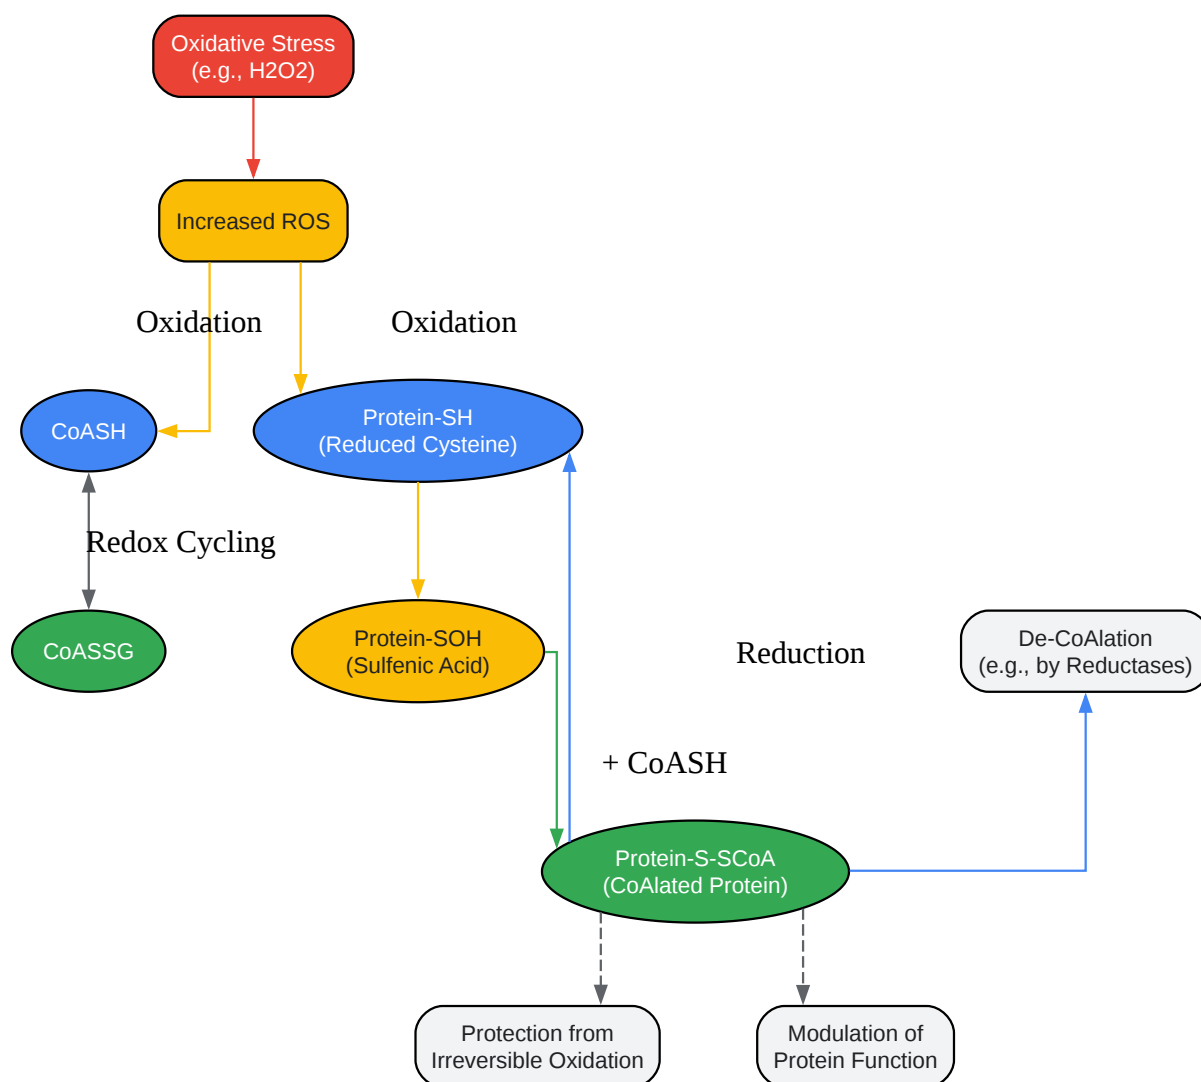 Oxidative Stress
(e.g., H2O2)
Increased ROS
Oxidation
Oxidation
CoASH
Protein-SH
(Reduced Cysteine)
Redox Cycling
CoASSG
Protein-SOH
(Sulfenic Acid)
Reduction
De-CoAlation
(e.g., by Reductases)
+ CoASH
Protein-S-SCoA
(CoAlated Protein)
Protection from
Irreversible Oxidation
Modulation of
Protein Function